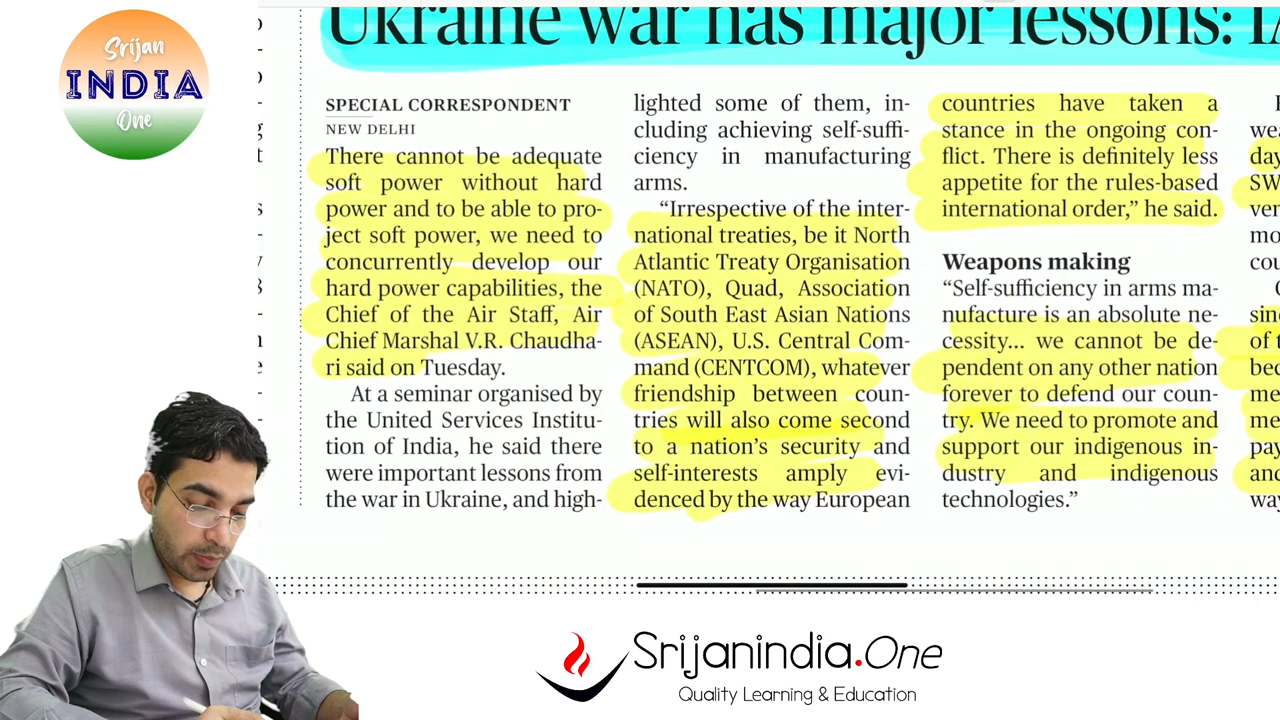 Srijan
INDIA
One
Ukraine war has major lessons:
SPECIAL CORRESPONDENT
NEW DELHI
There cannot be adequate
soft power without hard
power and to be able to pro-
ject soft power, we need to
concurrently develop our
hard power capabilities, the
Chief of the Air Staff, Air
Chief Marshal V.R. Chaudha-
ri said on Tuesday.
At a seminar organised by
the United Services Institu-
tion of India, he said there
were important lessons from
the war in Ukraine, and high-
lighted some of them, in-
cluding achieving self-suffi-
ciency in manufacturing
arms.
“Irrespective of the inter-
national treaties, be it North
Atlantic Treaty Organisation
(NATO), Quad, Association
of South East Asian Nations
(ASEAN), U.S. Central Com-
mand (CENTCOM), whatever
friendship between coun-
tries will also come second
to a nation’s security and
self-interests amply evi-
denced by the way European
countries have taken a
stance in the ongoing con-
flict. There is definitely less
appetite for the rules-based
international order,” he said.
Weapons making
“Self-sufficiency in arms ma-
nufacture is an absolute ne-
cessity... we cannot be de-
pendent on any other nation
forever to defend our coun-
try. We need to promote and
support our indigenous in-
dustry and indigenous
technologies.”
Srijanindia.One
Quality Learning & Education